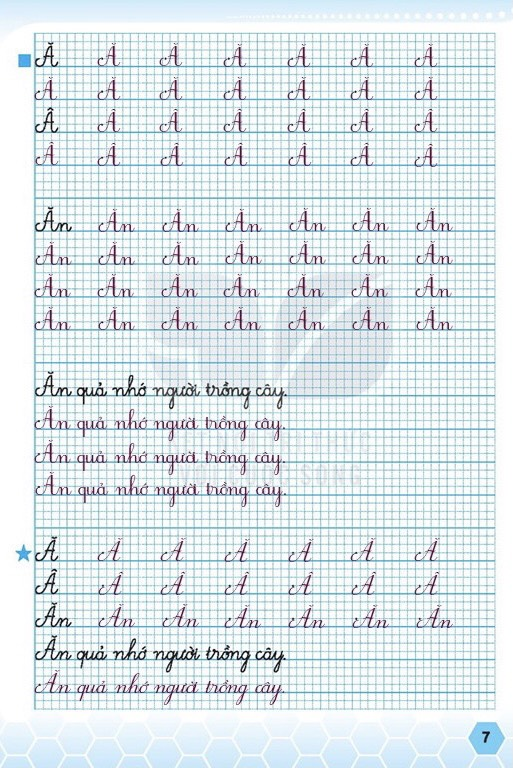 Ă Ă Ă Ă Ă Ă Ă
Ă Ă Ă Ă Ă Ă Ă
Â Â Â Â Â Â Â
Â Â Â Â Â Â Â
Ăn Ăn Ăn Ăn Ăn Ăn Ăn
Ăn Ăn Ăn Ăn Ăn Ăn Ăn
Ăn Ăn Ăn Ăn Ăn Ăn Ăn
Ăn Ăn Ăn Ăn Ăn Ăn Ăn
Ăn quả nhớ người trồng cây.
Ăn quả nhớ người trồng cây.
Ăn quả nhớ người trồng cây.
Ăn quả nhớ người trồng cây.
Ă Ă Ă Ă Ă Ă Ă
Â Â Â Â Â Â Â
Ăn Ăn Ăn Ăn Ăn Ăn Ăn
Ăn quả nhớ người trồng cây.
Ăn quả nhớ người trồng cây.
7